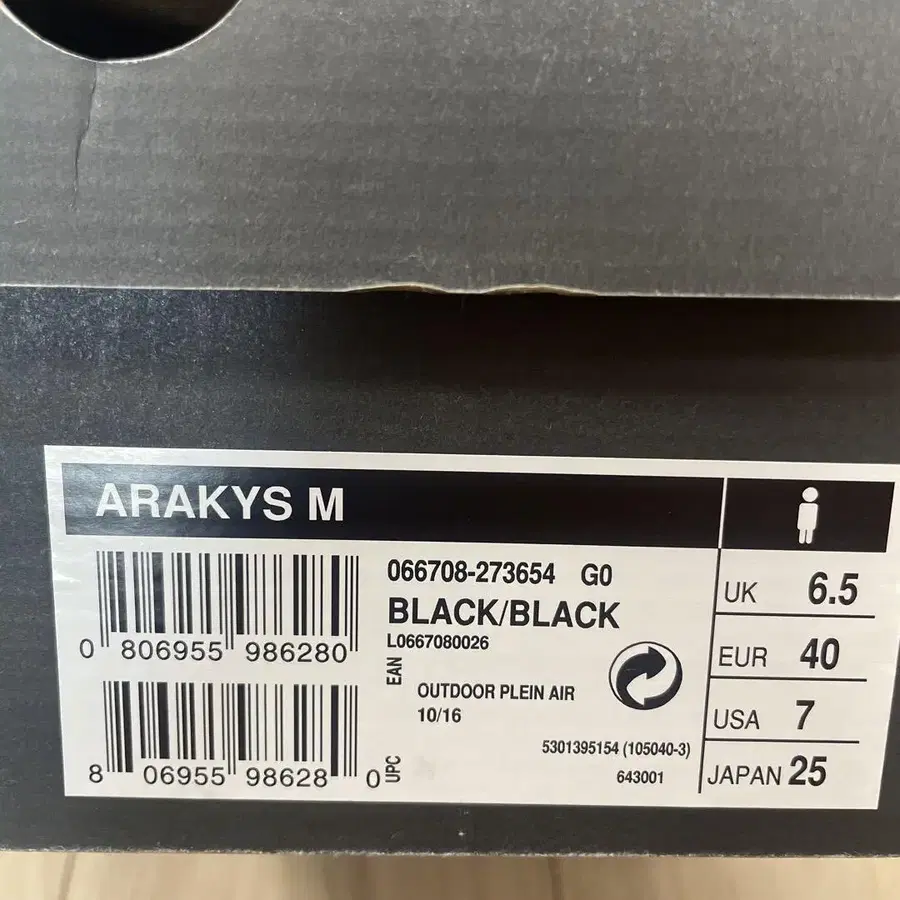 ARAKYS M
0 806955 986280
EAN
8 06955 98628 0
UPC
066708-273654 G0
BLACK/BLACK
L0667080026
OUTDOOR PLEIN AIR
10/16
5301395154 (105040-3)
643001
UK 6.5
EUR 40
USA 7
JAPAN 25